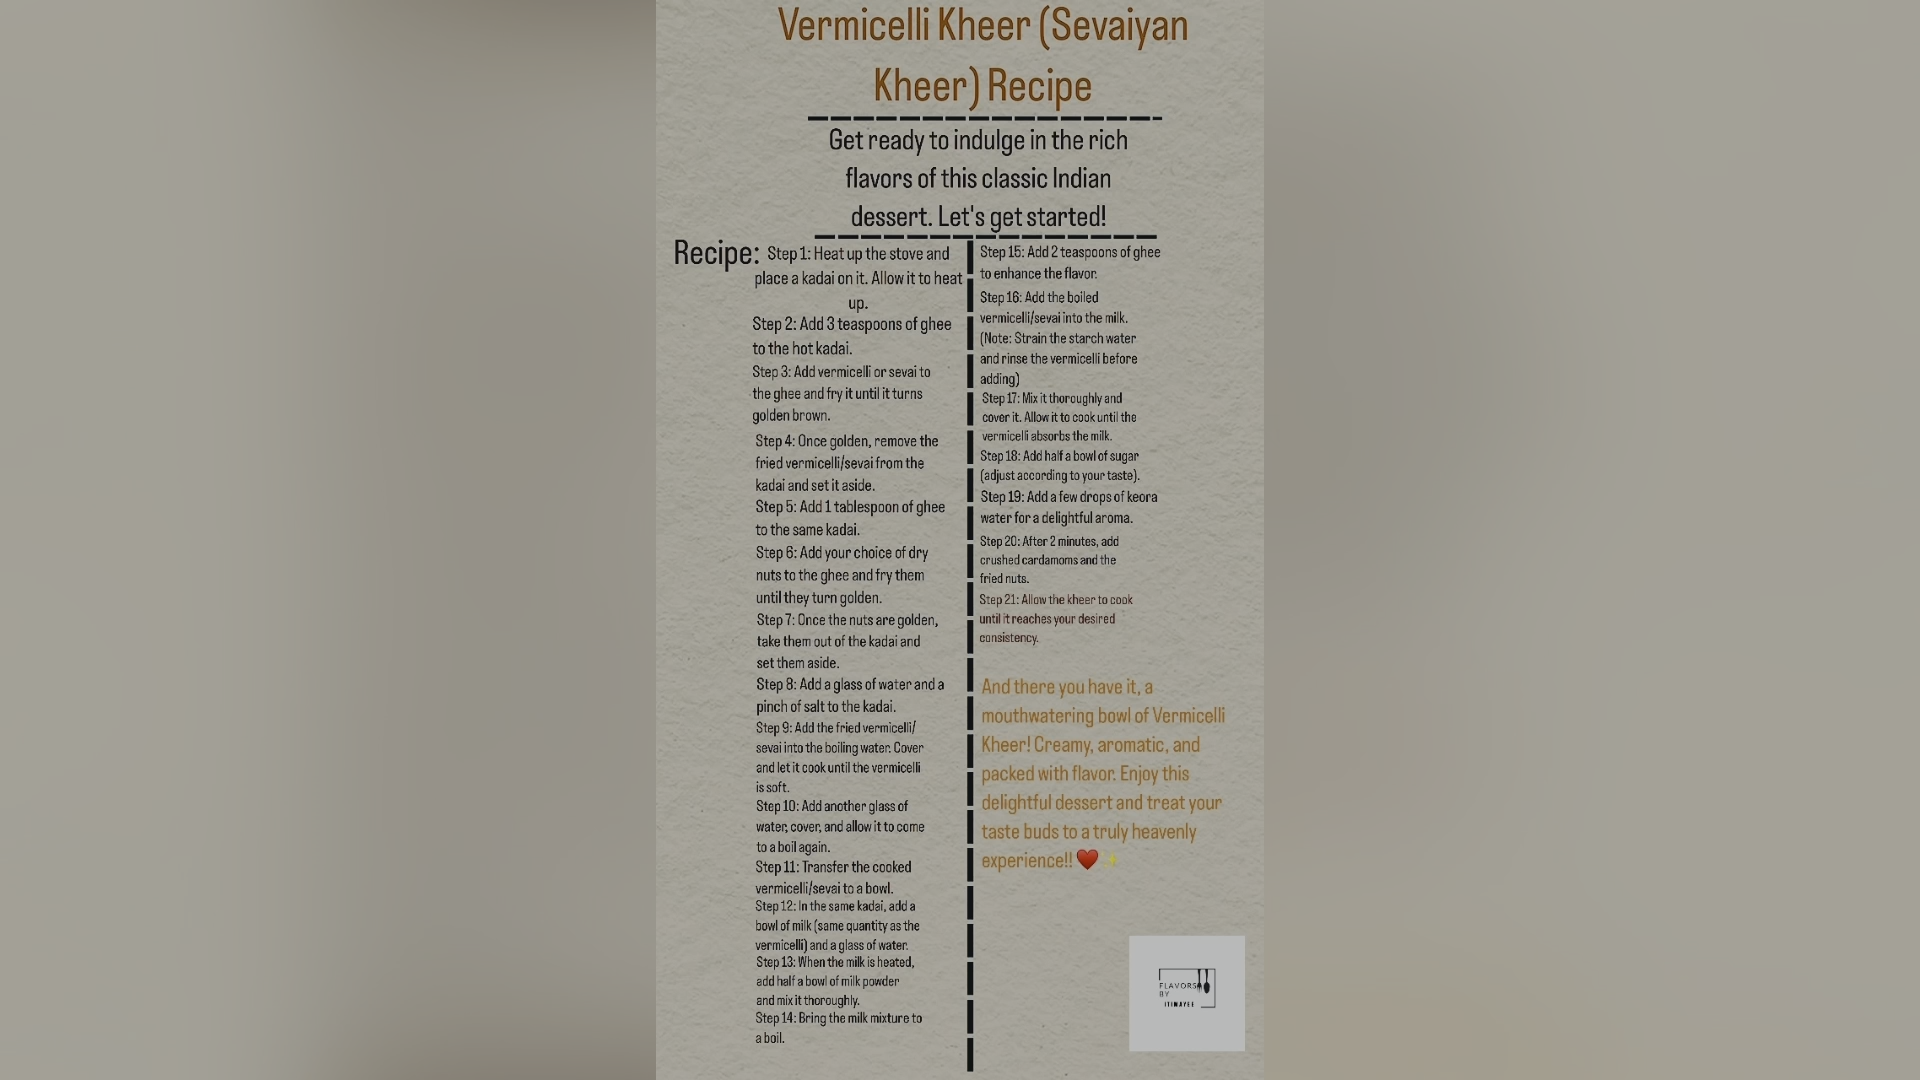 Vermicelli Kheer (Sevaiyan
Kheer) Recipe
Get ready to indulge in the rich
flavors of this classic Indian
dessert. Let's get started!
Recipe:
Step 1: Heat up the stove and
place a kadai on it. Allow it to heat
up.
Step 2: Add 3 teaspoons of ghee
to the hot kadai.
Step 3: Add vermicelli or sevai to
the ghee and fry it until it turns
golden brown.
Step 4: Once golden, remove the
fried vermicelli/sevai from the
kadai and set it aside.
Step 5: Add 1 tablespoon of ghee
to the same kadai.
Step 6: Add your choice of dry
nuts to the ghee and fry them
until they turn golden.
Step 7: Once the nuts are golden,
take them out of the kadai and
set them aside.
Step 8: Add a glass of water and a
pinch of salt to the kadai.
Step 9: Add the fried vermicelli/
sevai into the boiling water. Cover
and let it cook until the vermicelli
is soft.
Step 10: Add another glass of
water, cover, and allow it to come
to a boil again.
Step 11: Transfer the cooked
vermicelli/sevai to a bowl.
Step 12: In the same kadai, add a
bowl of milk (same quantity as the
vermicelli) and a glass of water.
Step 13: When the milk is heated,
add half a bowl of milk powder
and mix it thoroughly.
Step 14: Bring the milk mixture to
a boil.
Step 15: Add 2 teaspoons of ghee
to enhance the flavor.
Step 16: Add the boiled
vermicelli/sevai into the milk.
(Note: Strain the starch water
and rinse the vermicelli before
adding)
Step 17: Mix it thoroughly and
cover it. Allow it to cook until the
vermicelli absorbs the milk.
Step 18: Add half a bowl of sugar
(adjust according to your taste).
Step 19: Add a few drops of keora
water for a delightful aroma.
Step 20: After 2 minutes, add
crushed cardamoms and the
fried nuts.
Step 21: Allow the kheer to cook
until it reaches your desired
consistency.
And there you have it, a
mouthwatering bowl of Vermicelli
Kheer! Creamy, aromatic, and
packed with flavor. Enjoy this
delightful dessert and treat your
taste buds to a truly heavenly
experience!! ❤️ ✨
FLAVORS
BY
ITIMAYEE